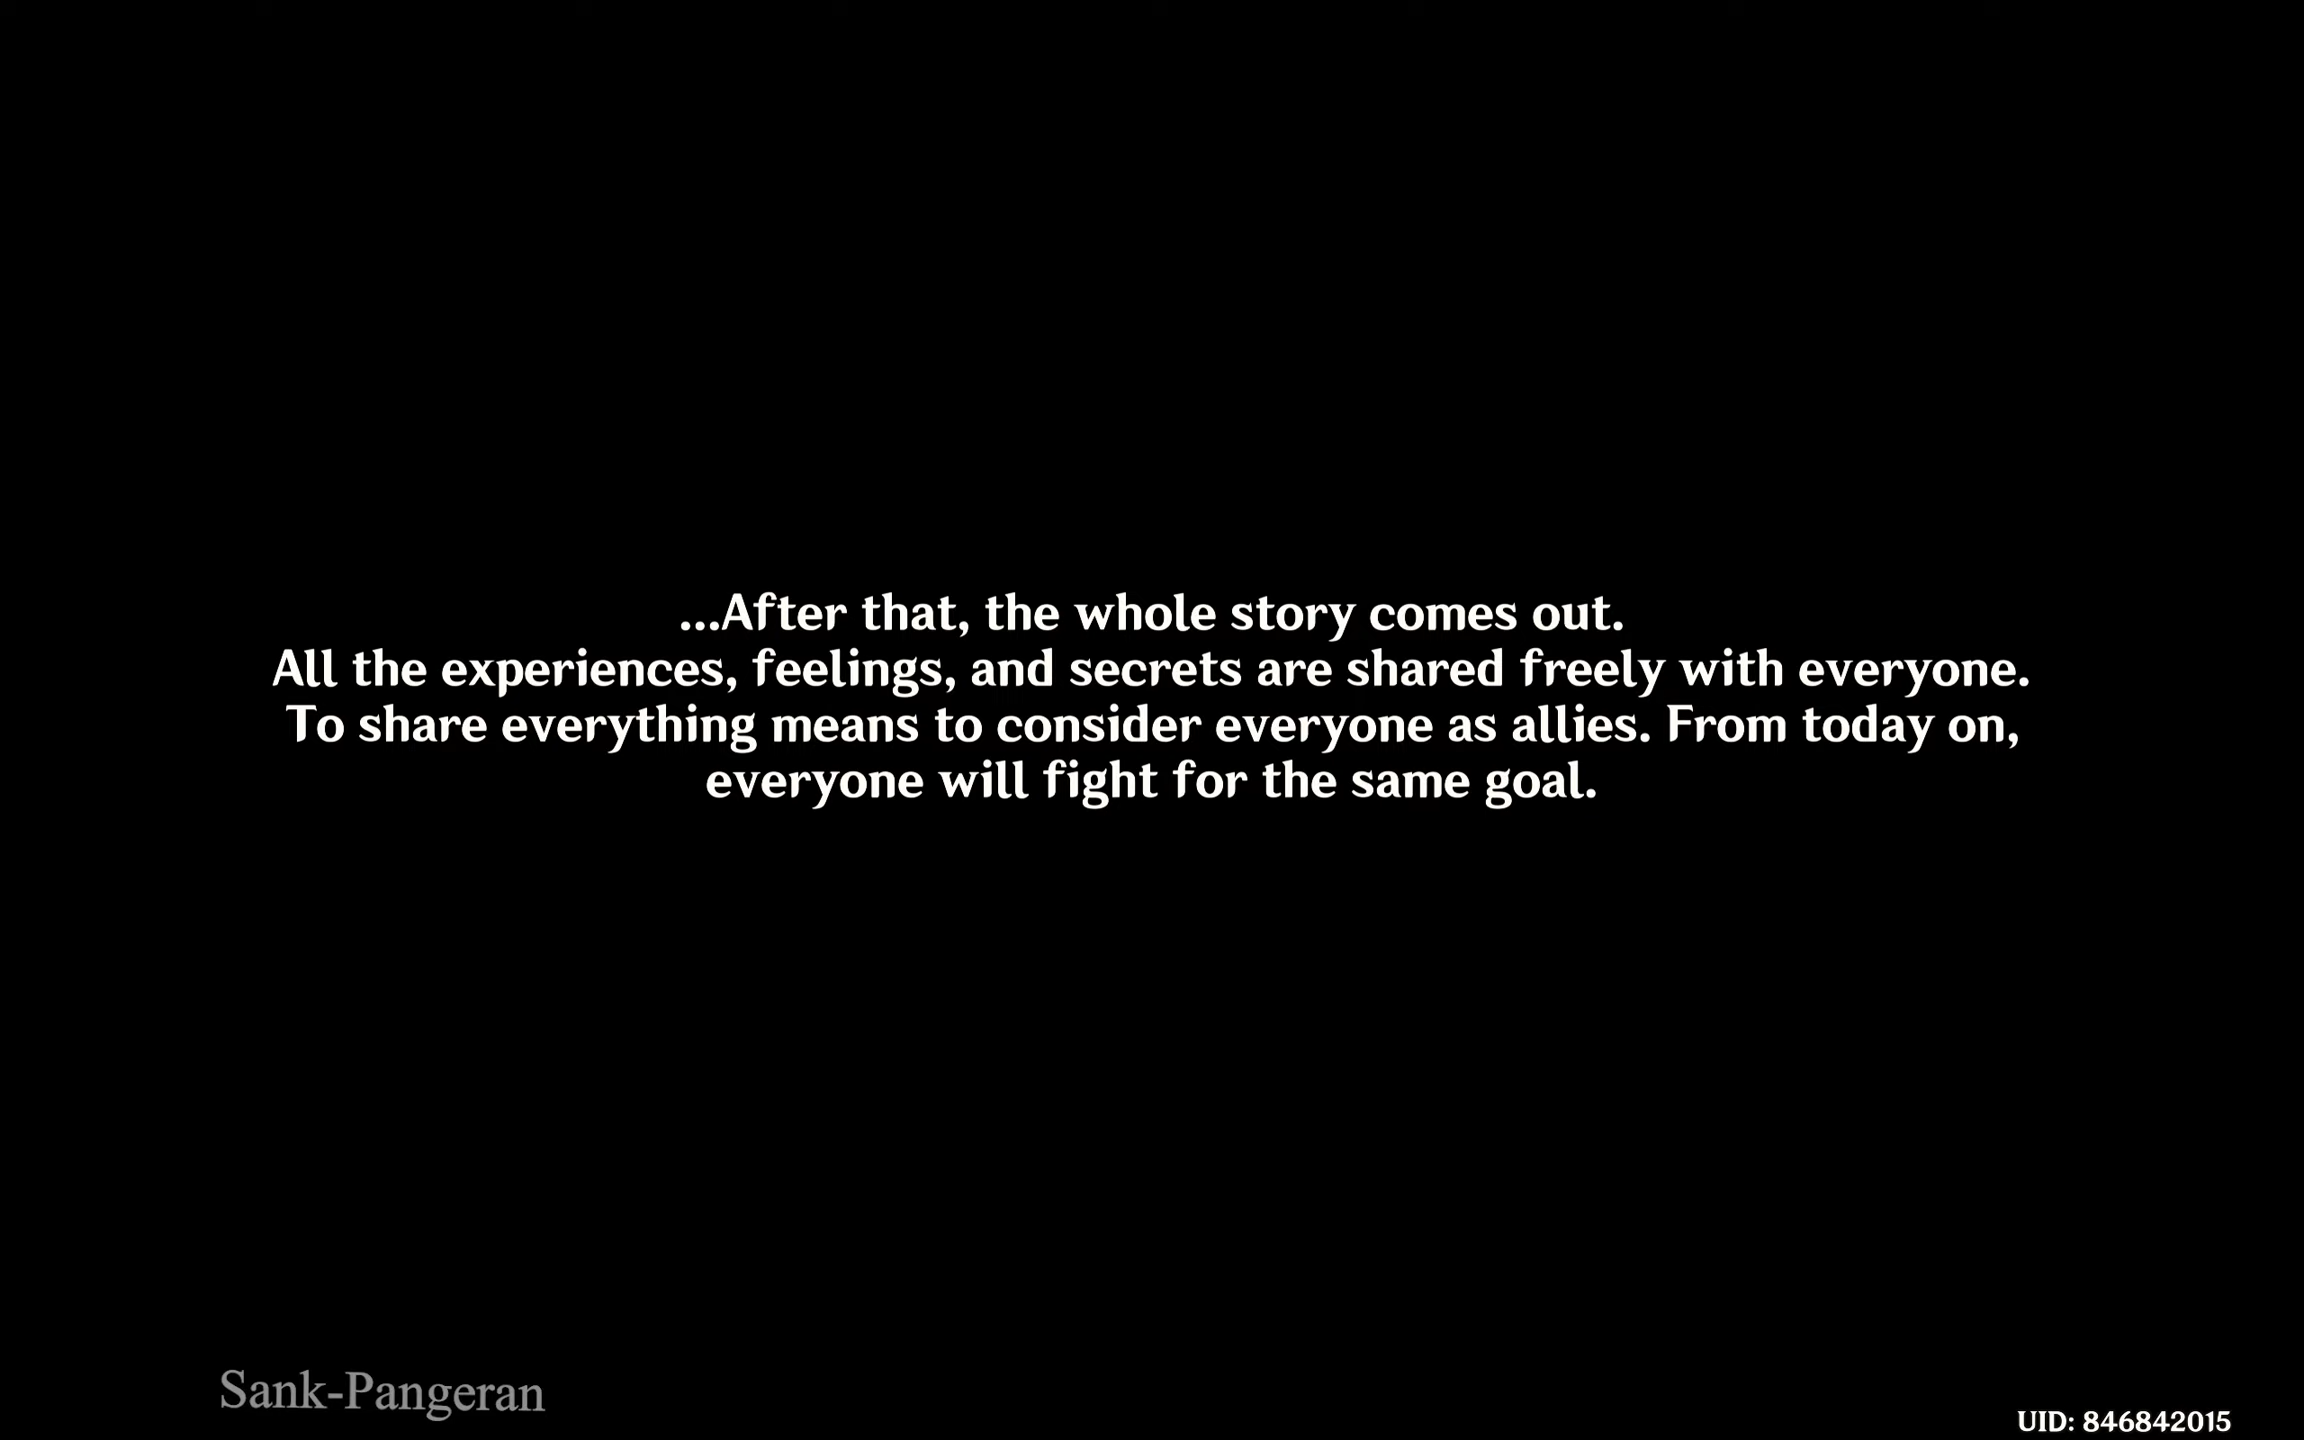 ...After that, the whole story comes out.
All the experiences, feelings, and secrets are shared freely with everyone.
To share everything means to consider everyone as allies. From today on,
everyone will fight for the same goal.
Sank-Pangeran
UID: 846842015